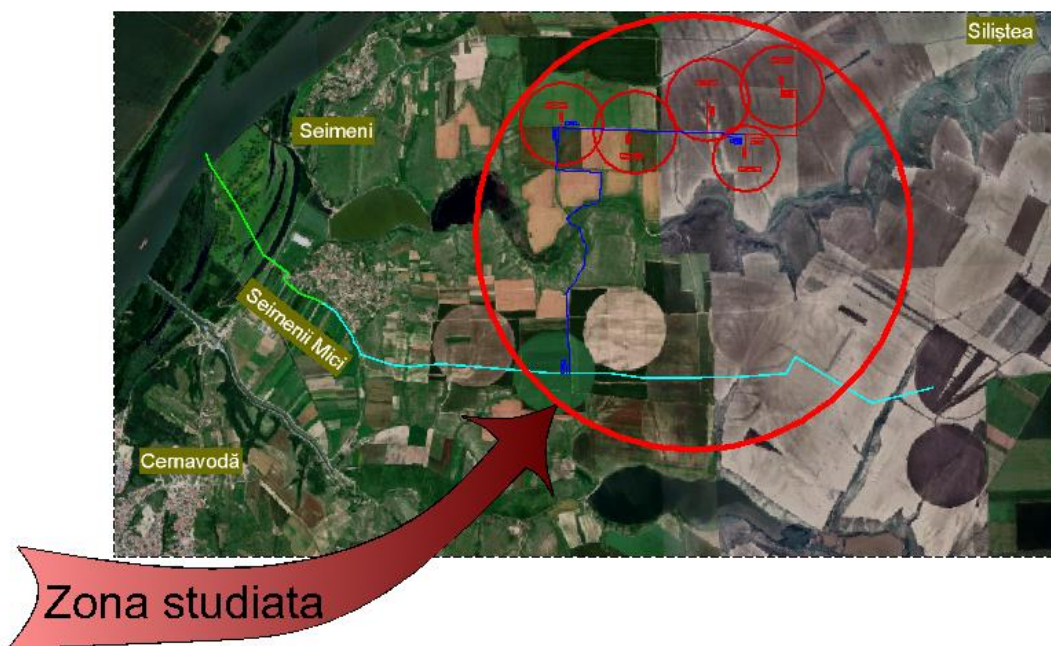 Siliștea
Seimeni
Seimenii Mici
Cernavodă
Zona studiata